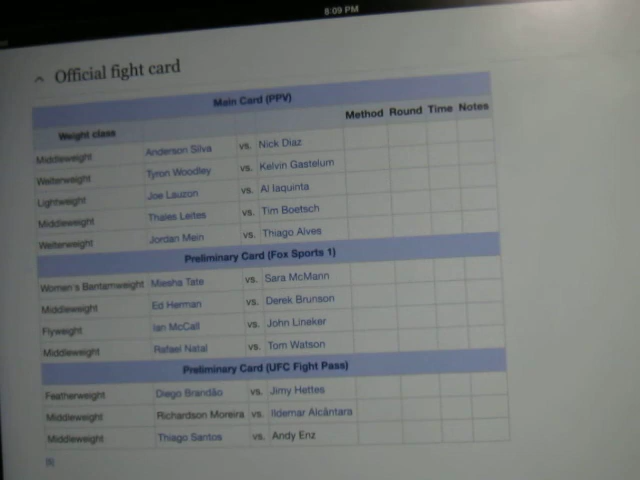 8:09 PM
Official fight card
Main Card (PPV)
Weight class Method Round Time Notes
Middleweight Anderson Silva vs. Nick Diaz
Welterweight Tyron Woodley vs. Kelvin Gastelum
Lightweight Joe Lauzon vs. Al Iaquinta
Middleweight Thales Leites vs. Tim Boetsch
Welterweight Jordan Mein vs. Thiago Alves
Preliminary Card (Fox Sports 1)
Women's Bantamweight Miesha Tate vs. Sara McMann
Middleweight Ed Herman vs. Derek Brunson
Flyweight Ian McCall vs. John Lineker
Middleweight Rafael Natal vs. Tom Watson
Preliminary Card (UFC Fight Pass)
Featherweight Diego Brandão vs. Jimy Hettes
Middleweight Richardson Moreira vs. Ildemar Alcântara
Middleweight Thiago Santos vs. Andy Enz